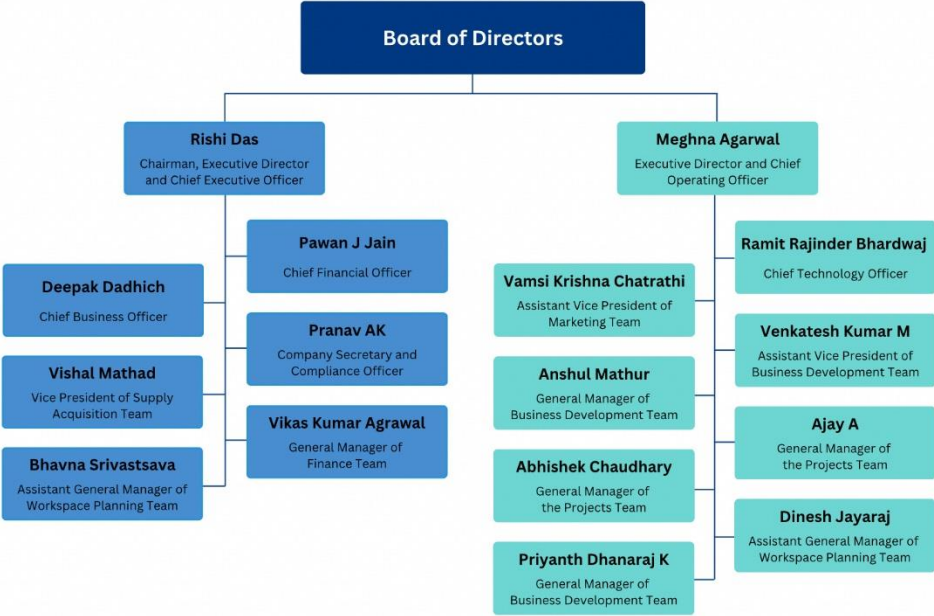 Board of Directors
Rishi Das
Chairman, Executive Director
and Chief Executive Officer
Meghna Agarwal
Executive Director and Chief
Operating Officer
Pawan J Jain
Chief Financial Officer
Deepak Dadhich
Chief Business Officer
Pranav AK
Company Secretary and
Compliance Officer
Vishal Mathad
Vice President of Supply
Acquisition Team
Vikas Kumar Agrawal
General Manager of
Finance Team
Bhavna Srivastsava
Assistant General Manager of
Workspace Planning Team
Ramit Rajinder Bhardwaj
Chief Technology Officer
Vamsi Krishna Chatrathi
Assistant Vice President of
Marketing Team
Venkatesh Kumar M
Assistant Vice President of
Business Development Team
Anshul Mathur
General Manager of
Business Development Team
Ajay A
General Manager of
the Projects Team
Abhishek Chaudhary
General Manager of
the Projects Team
Dinesh Jayaraj
Assistant General Manager of
Workspace Planning Team
Priyanth Dhanaraj K
General Manager of
Business Development Team